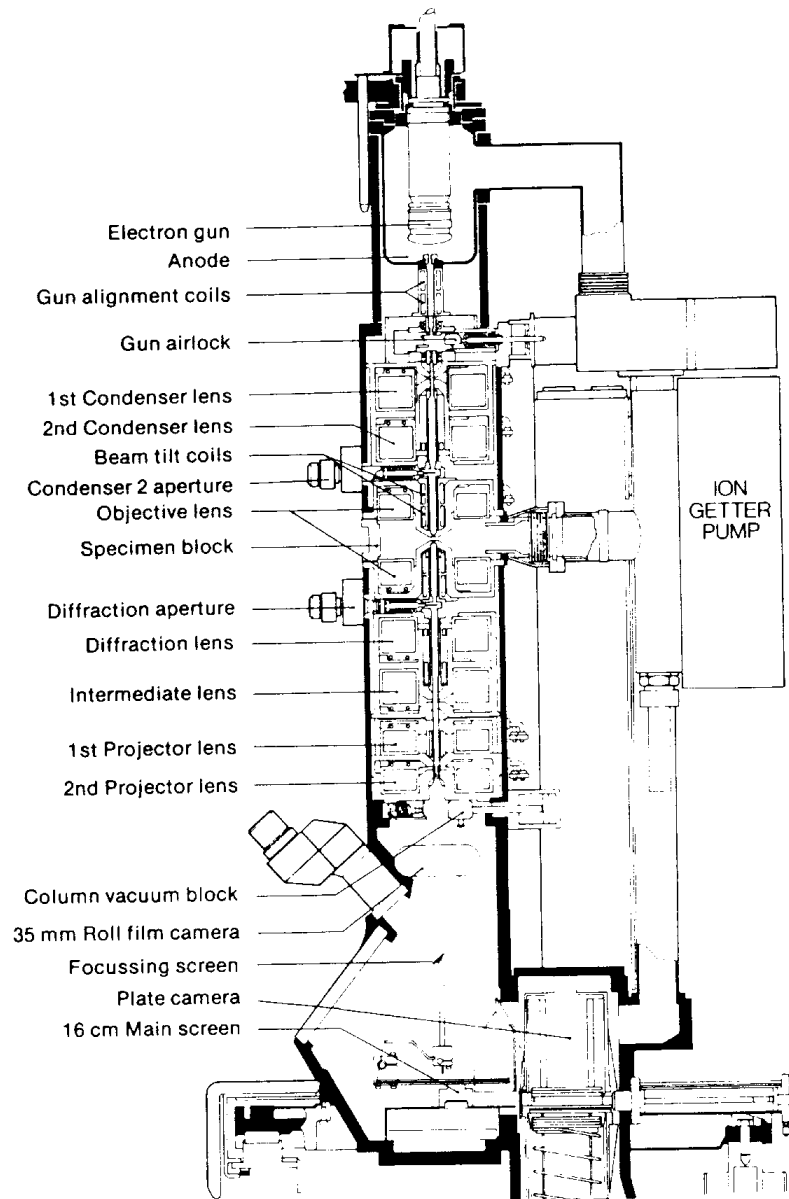 Electron gun
Anode
Gun alignment coils
Gun airlock
1st Condenser lens
2nd Condenser lens
Beam tilt coils
Condenser 2 aperture
Objective lens
Specimen block
Diffraction aperture
Diffraction lens
Intermediate lens
1st Projector lens
2nd Projector lens
Column vacuum block
35 mm Roll film camera
Focussing screen
Plate camera
16 cm Main screen
ION
GETTER
PUMP